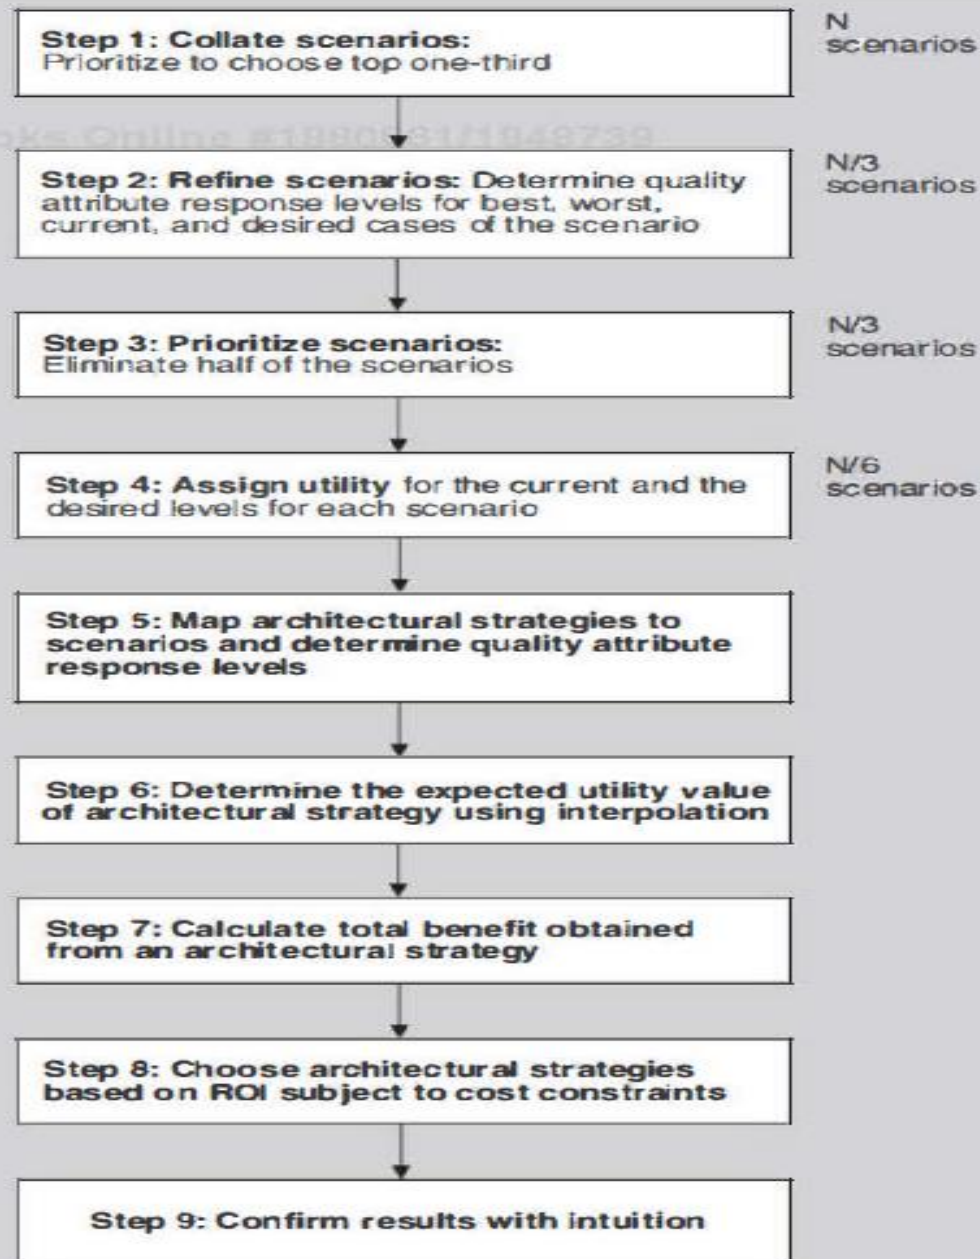 Step 1: Collate scenarios:
Prioritize to choose top one-third
N
scenarios
oks Online #1880931/1049739
Step 2: Refine scenarios: Determine quality
attribute response levels for best, worst,
current, and desired cases of the scenario
N/3
scenarios
Step 3: Prioritize scenarios:
Eliminate half of the scenarios
N/3
scenarios
Step 4: Assign utility for the current and the
desired levels for each scenario
N/6
scenarios
Step 5: Map architectural strategies to
scenarios and determine quality attribute
response levels
Step 6: Determine the expected utility value
of architectural strategy using interpolation
Step 7: Calculate total benefit obtained
from an architectural strategy
Step 8: Choose architectural strategies
based on ROI subject to cost constraints
Step 9: Confirm results with intuition